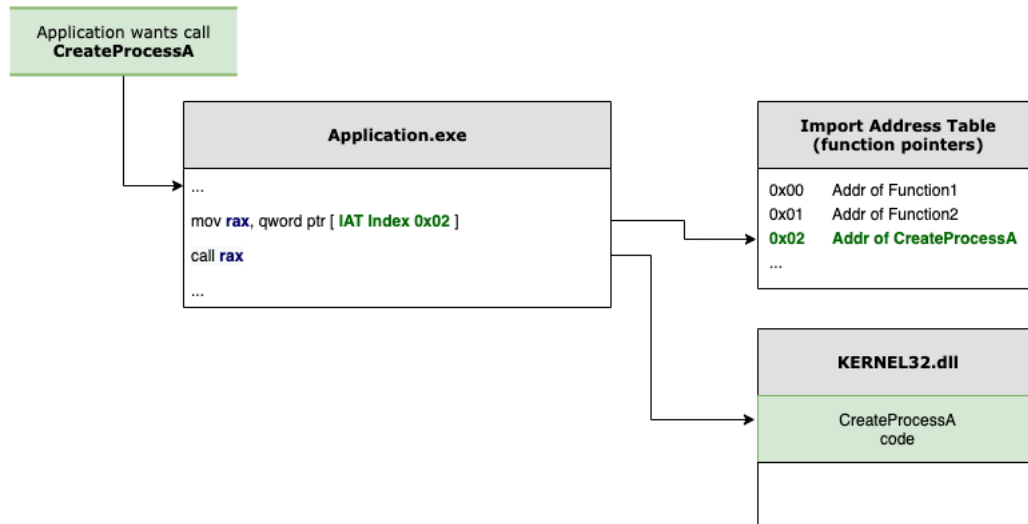 Application wants call
CreateProcessA
Application.exe
...
mov rax, qword ptr [ IAT Index 0x02 ]
call rax
...
Import Address Table
(function pointers)
0x00 Addr of Function1
0x01 Addr of Function2
0x02 Addr of CreateProcessA
...
KERNEL32.dll
CreateProcessA
code